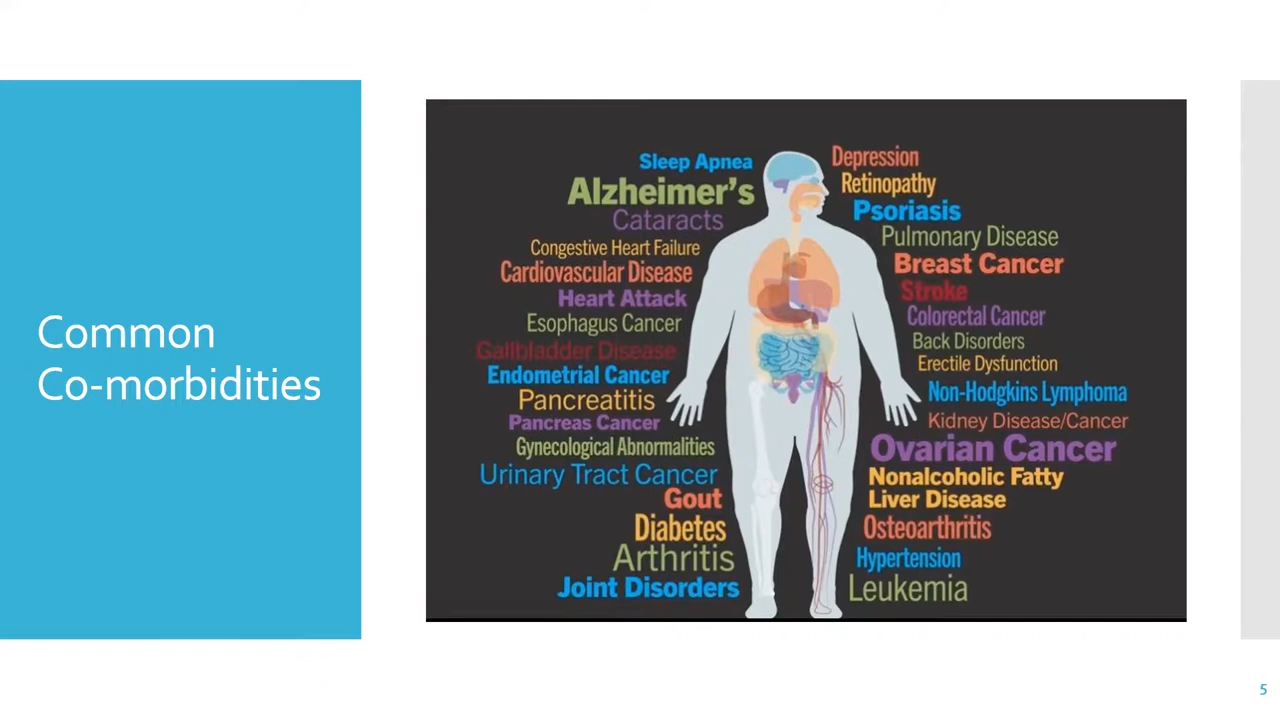 Common
Co-morbidities
Sleep Apnea
Alzheimer's
Cataracts
Congestive Heart Failure
Cardiovascular Disease
Heart Attack
Esophagus Cancer
Gallbladder Disease
Endometrial Cancer
Pancreatitis
Pancreas Cancer
Gynecological Abnormalities
Urinary Tract Cancer
Gout
Diabetes
Arthritis
Joint Disorders
Depression
Retinopathy
Psoriasis
Pulmonary Disease
Breast Cancer
Stroke
Colorectal Cancer
Back Disorders
Erectile Dysfunction
Non-Hodgkins Lymphoma
Kidney Disease/Cancer
Ovarian Cancer
Nonalcoholic Fatty
Liver Disease
Osteoarthritis
Hypertension
Leukemia
5